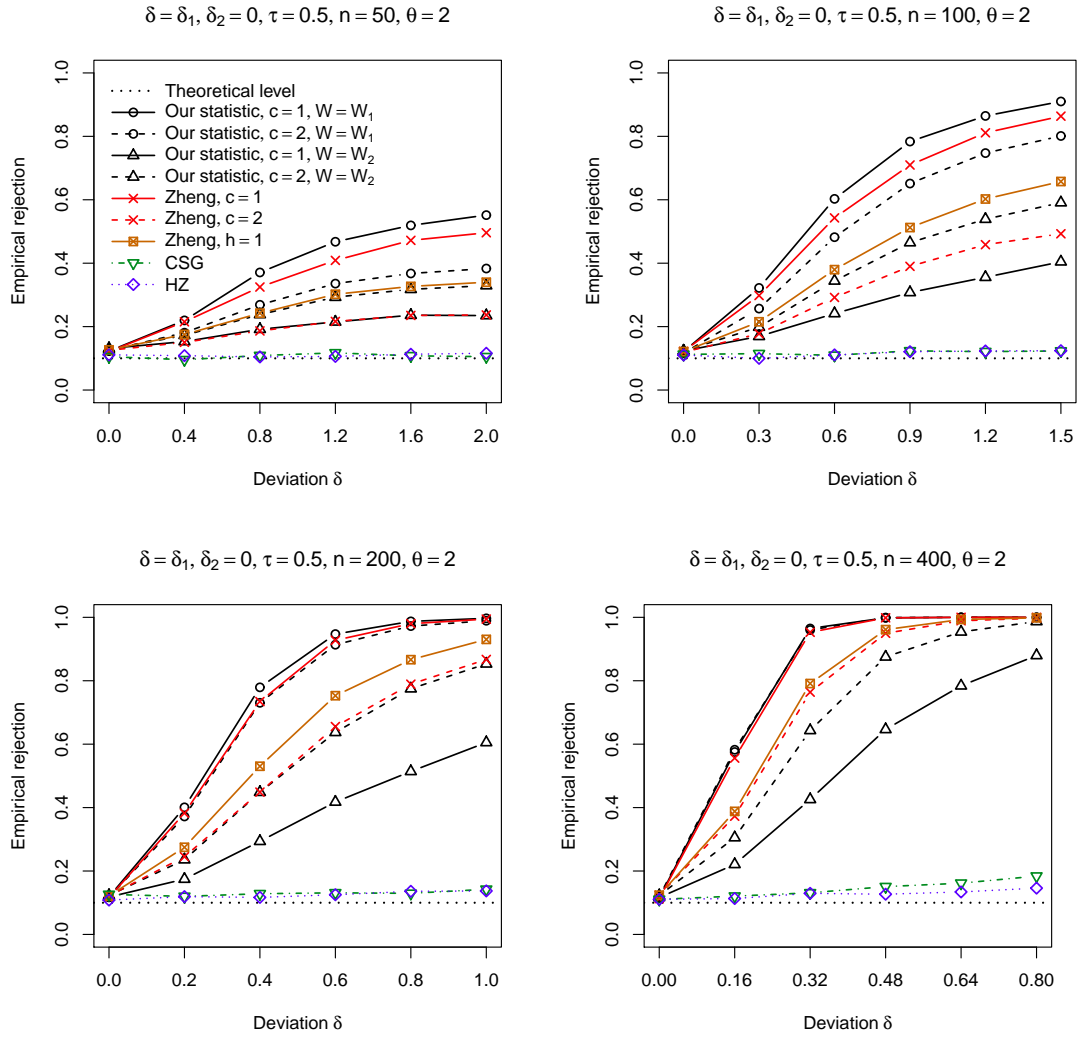 δ = δ₁, δ₂ = 0, τ = 0.5, n = 50, θ = 2
Empirical rejection
1.0
0.8
0.6
0.4
0.2
0.0
Theoretical level
Our statistic, c = 1, W = W₁
Our statistic, c = 2, W = W₁
Our statistic, c = 1, W = W₂
Our statistic, c = 2, W = W₂
Zheng, c = 1
Zheng, c = 2
Zheng, h = 1
CSG
HZ
0.0 0.4 0.8 1.2 1.6 2.0
Deviation δ
δ = δ₁, δ₂ = 0, τ = 0.5, n = 100, θ = 2
Empirical rejection
1.0
0.8
0.6
0.4
0.2
0.0
0.0 0.3 0.6 0.9 1.2 1.5
Deviation δ
δ = δ₁, δ₂ = 0, τ = 0.5, n = 200, θ = 2
Empirical rejection
1.0
0.8
0.6
0.4
0.2
0.0
0.0 0.2 0.4 0.6 0.8 1.0
Deviation δ
δ = δ₁, δ₂ = 0, τ = 0.5, n = 400, θ = 2
Empirical rejection
1.0
0.8
0.6
0.4
0.2
0.0
0.00 0.16 0.32 0.48 0.64 0.80
Deviation δ